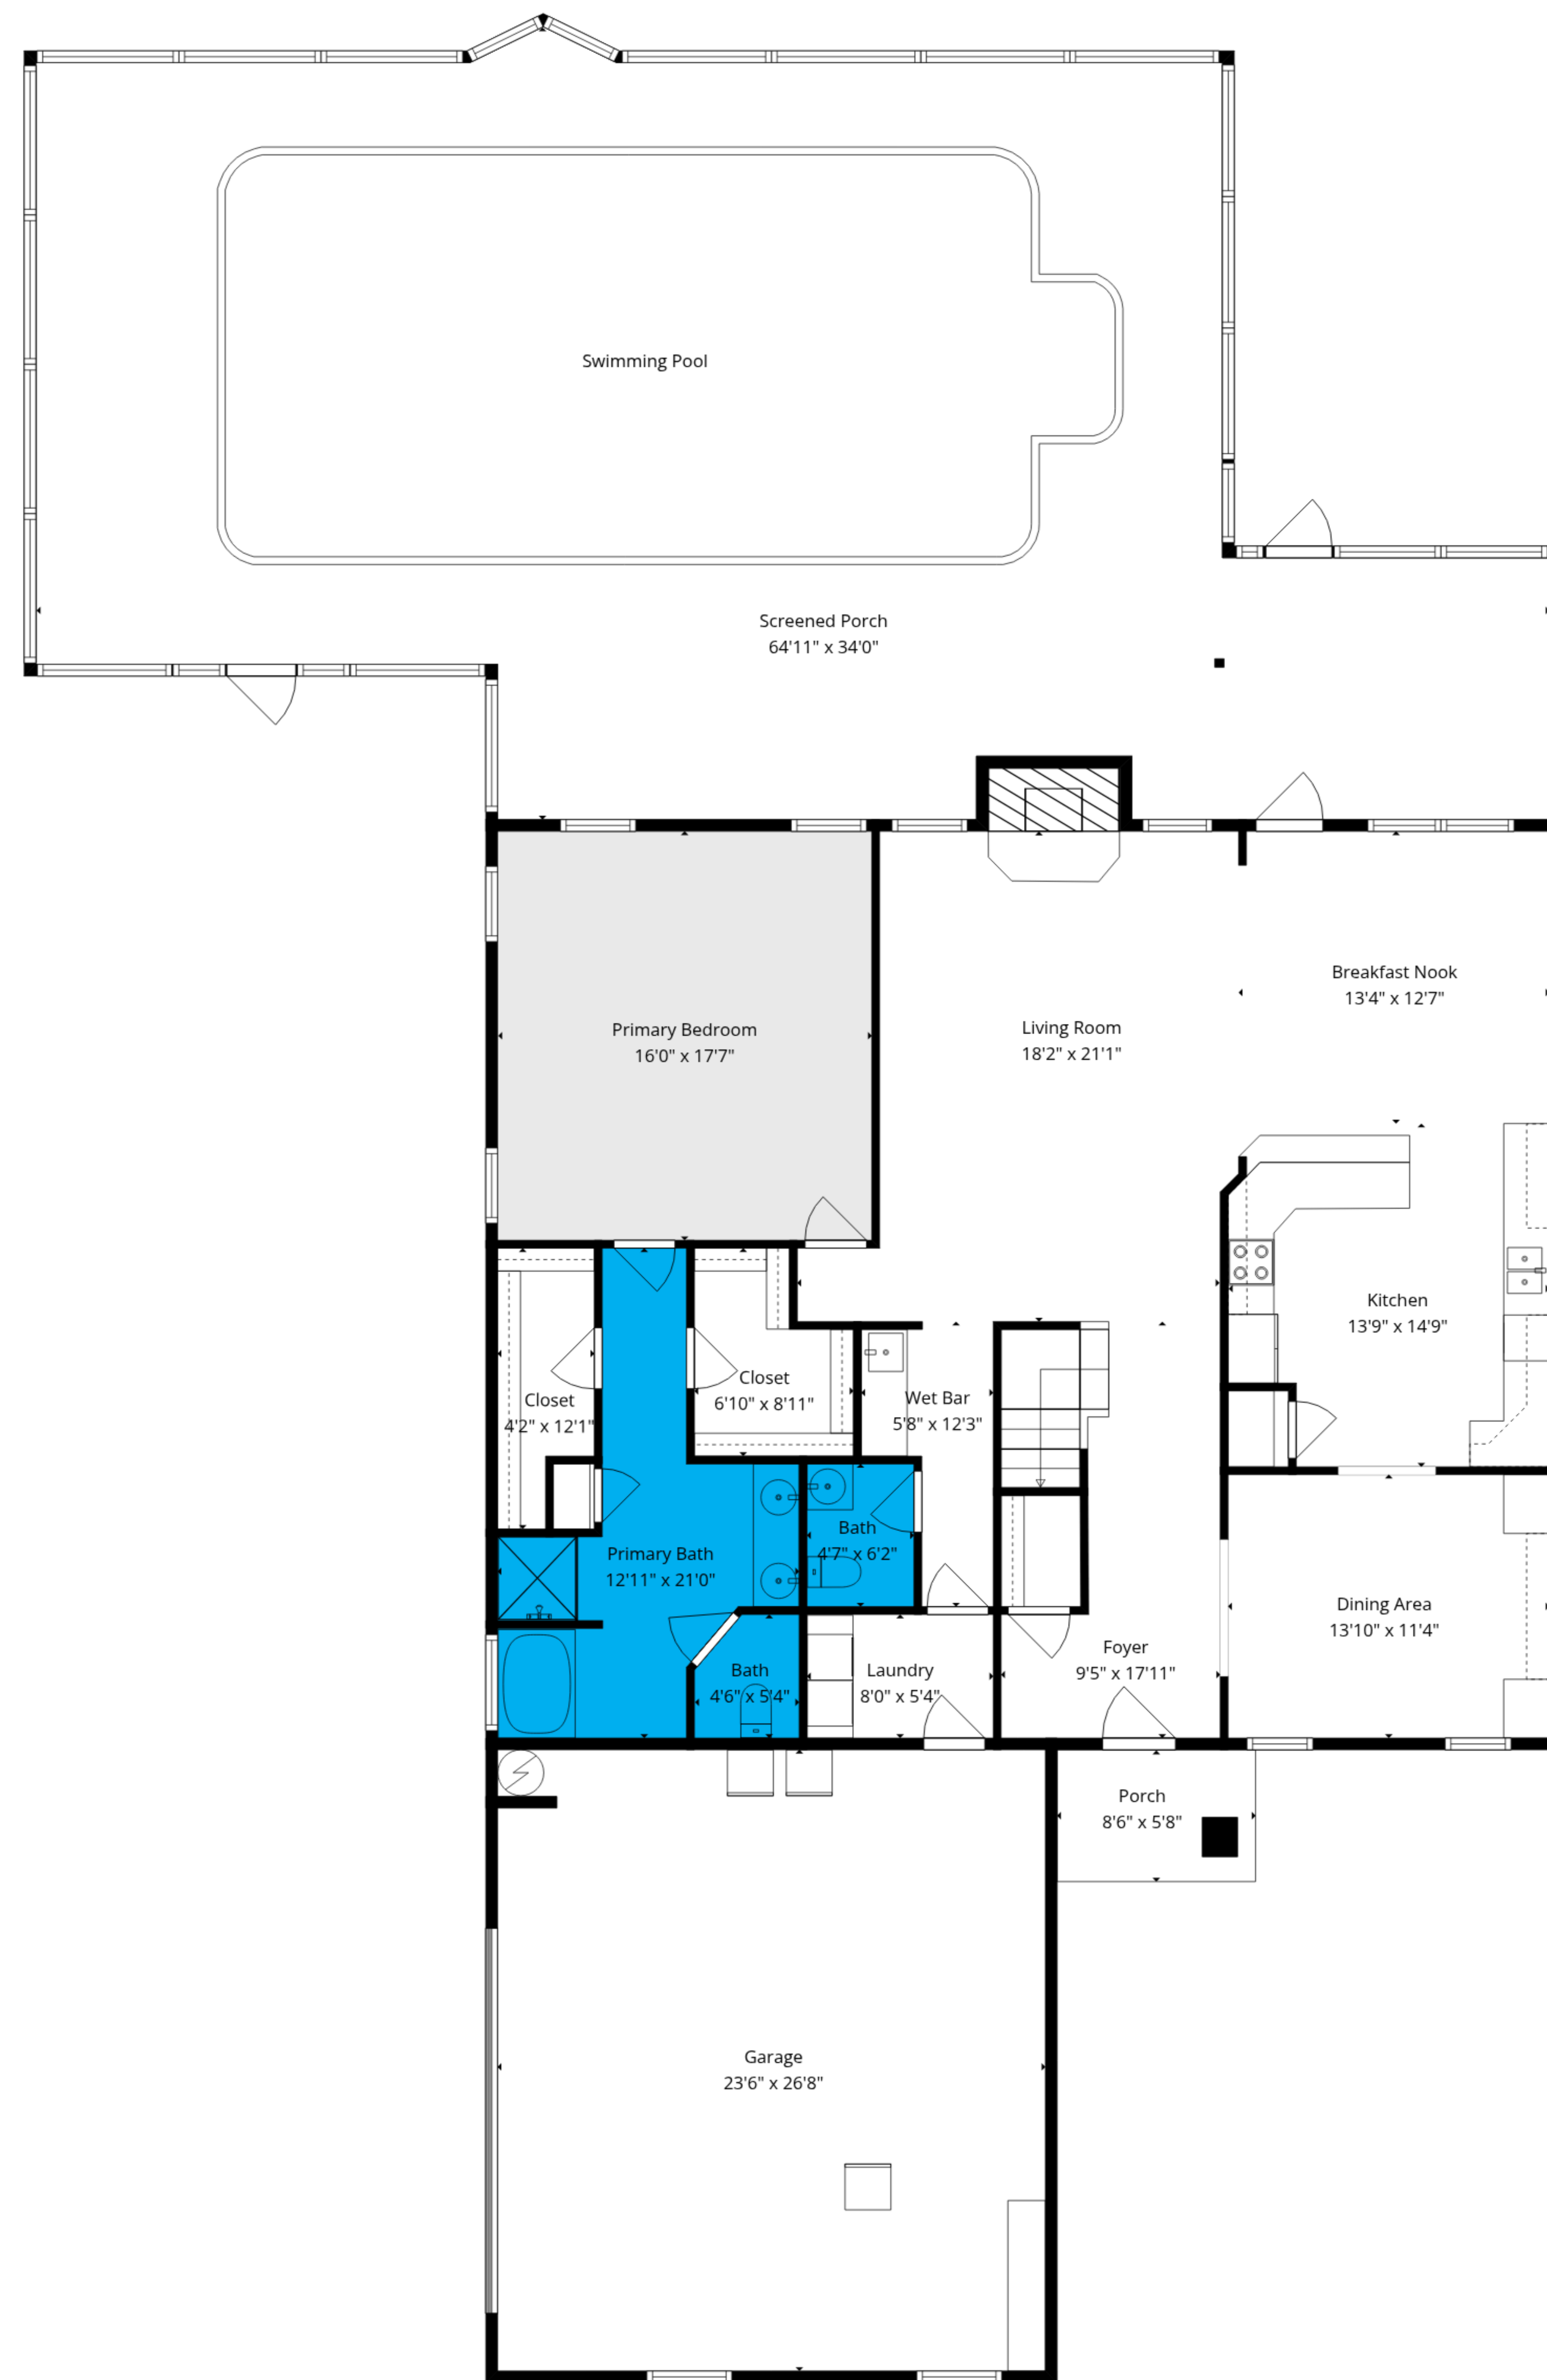 Swimming Pool
Screened Porch
64'11" x 34'0"
Breakfast Nook
13'4" x 12'7"
Primary Bedroom
16'0" x 17'7"
Living Room
18'2" x 21'1"
Kitchen
13'9" x 14'9"
Closet
6'10" x 8'11"
Closet
4'2" x 12'1"
Wet Bar
5'8" x 12'3"
Bath
4'7" x 6'2"
Primary Bath
12'11" x 21'0"
Dining Area
13'10" x 11'4"
Foyer
9'5" x 17'11"
Bath
4'6" x 5'4"
Laundry
8'0" x 5'4"
Porch
8'6" x 5'8"
Garage
23'6" x 26'8"